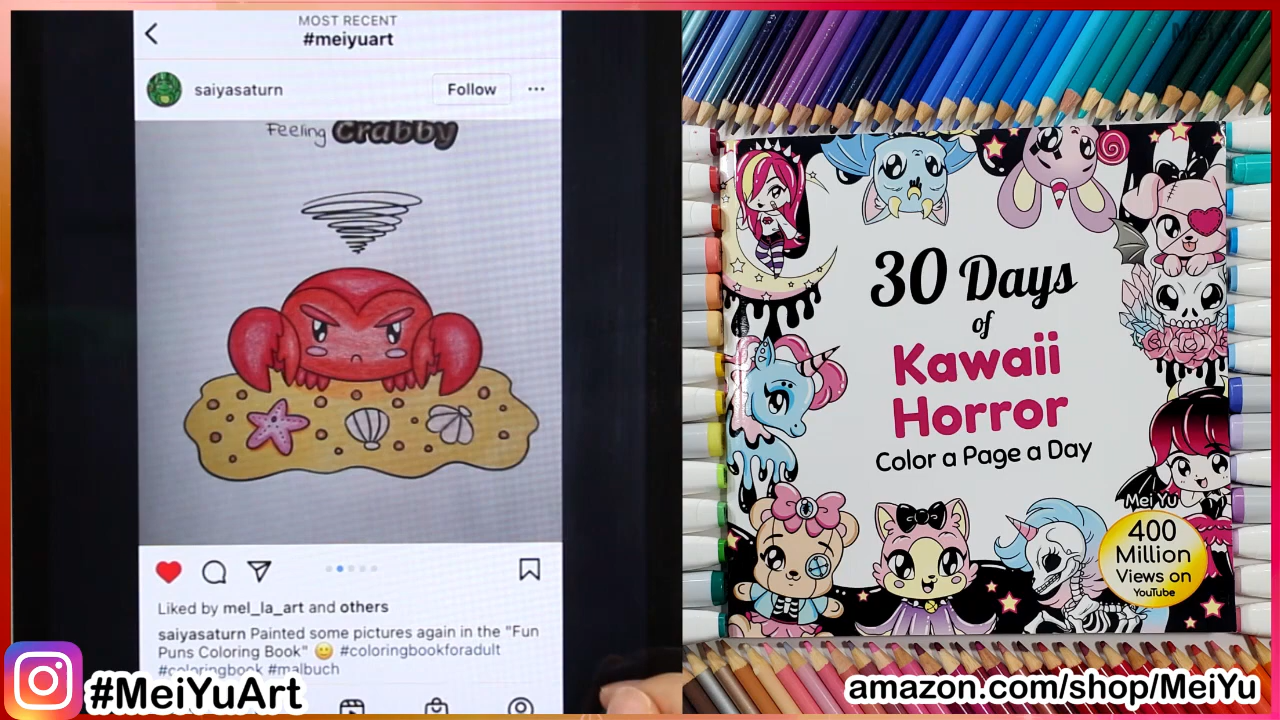 MOST RECENT
#meiyuart
saiyasaturn
Follow
Feeling Crabby
Liked by mel_la_art and others
saiyasaturn Painted some pictures again in the "Fun
Puns Coloring Book" 😀 #coloringbookforadult
#coloringbook #malbuch
#MeiYuArt
Mei Yu
30 Days
of
Kawaii
Horror
Color a Page a Day
Mei Yu
400
Million
Views on
YouTube
amazon.com/shop/MeiYu